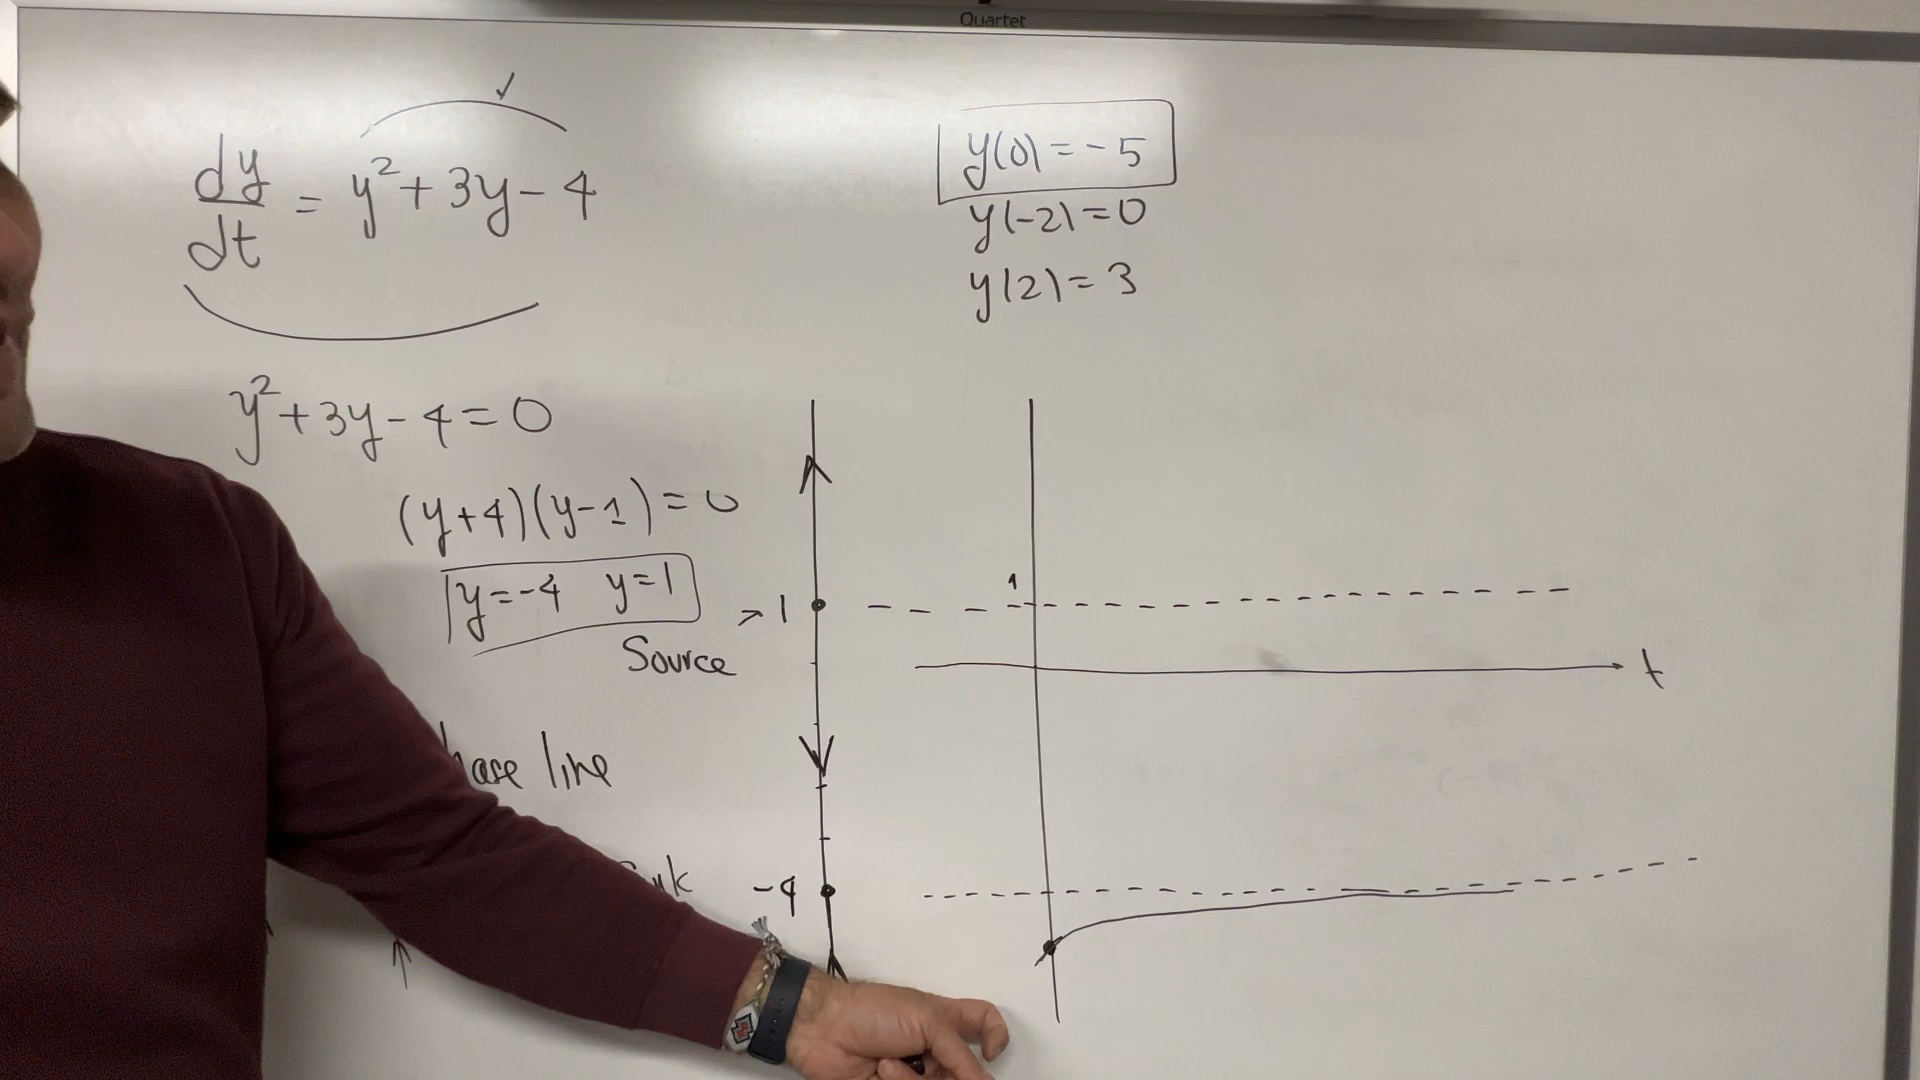 Quartet
dy/dt = y² + 3y - 4
y(0) = -5
y(-2) = 0
y(2) = 3
y² + 3y - 4 = 0
(y+4)(y-1) = 0
y=-4 y=1
Source
> 1
1
t
line
-4